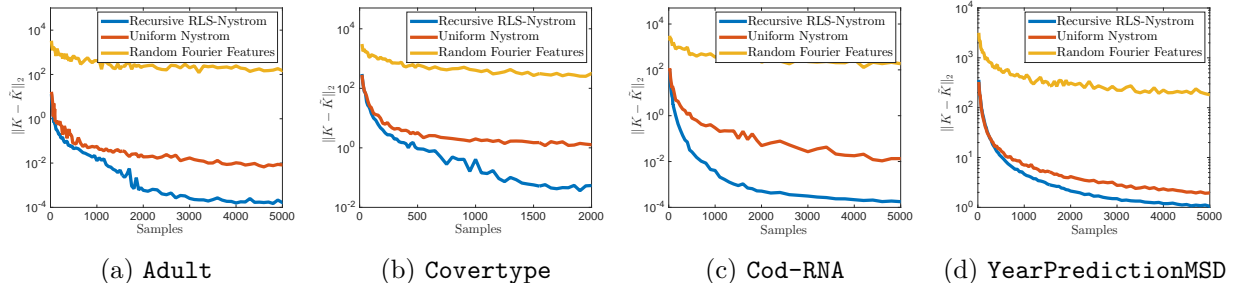 10^4
10^2
10^0
10^-2
10^-4
‖K − K̃‖₂
Recursive RLS-Nystrom
Uniform Nystrom
Random Fourier Features
0 1000 2000 3000 4000 5000
Samples
(a) Adult
10^4
10^2
10^0
10^-2
‖K − K̃‖₂
Recursive RLS-Nystrom
Uniform Nystrom
Random Fourier Features
0 500 1000 1500 2000
Samples
(b) Covertype
10^4
10^2
10^0
10^-2
10^-4
‖K − K̃‖₂
Recursive RLS-Nystrom
Uniform Nystrom
Random Fourier Features
0 1000 2000 3000 4000 5000
Samples
(c) Cod-RNA
10^4
10^3
10^2
10^1
10^0
‖K − K̃‖₂
Recursive RLS-Nystrom
Uniform Nystrom
Random Fourier Features
0 1000 2000 3000 4000 5000
Samples
(d) YearPredictionMSD